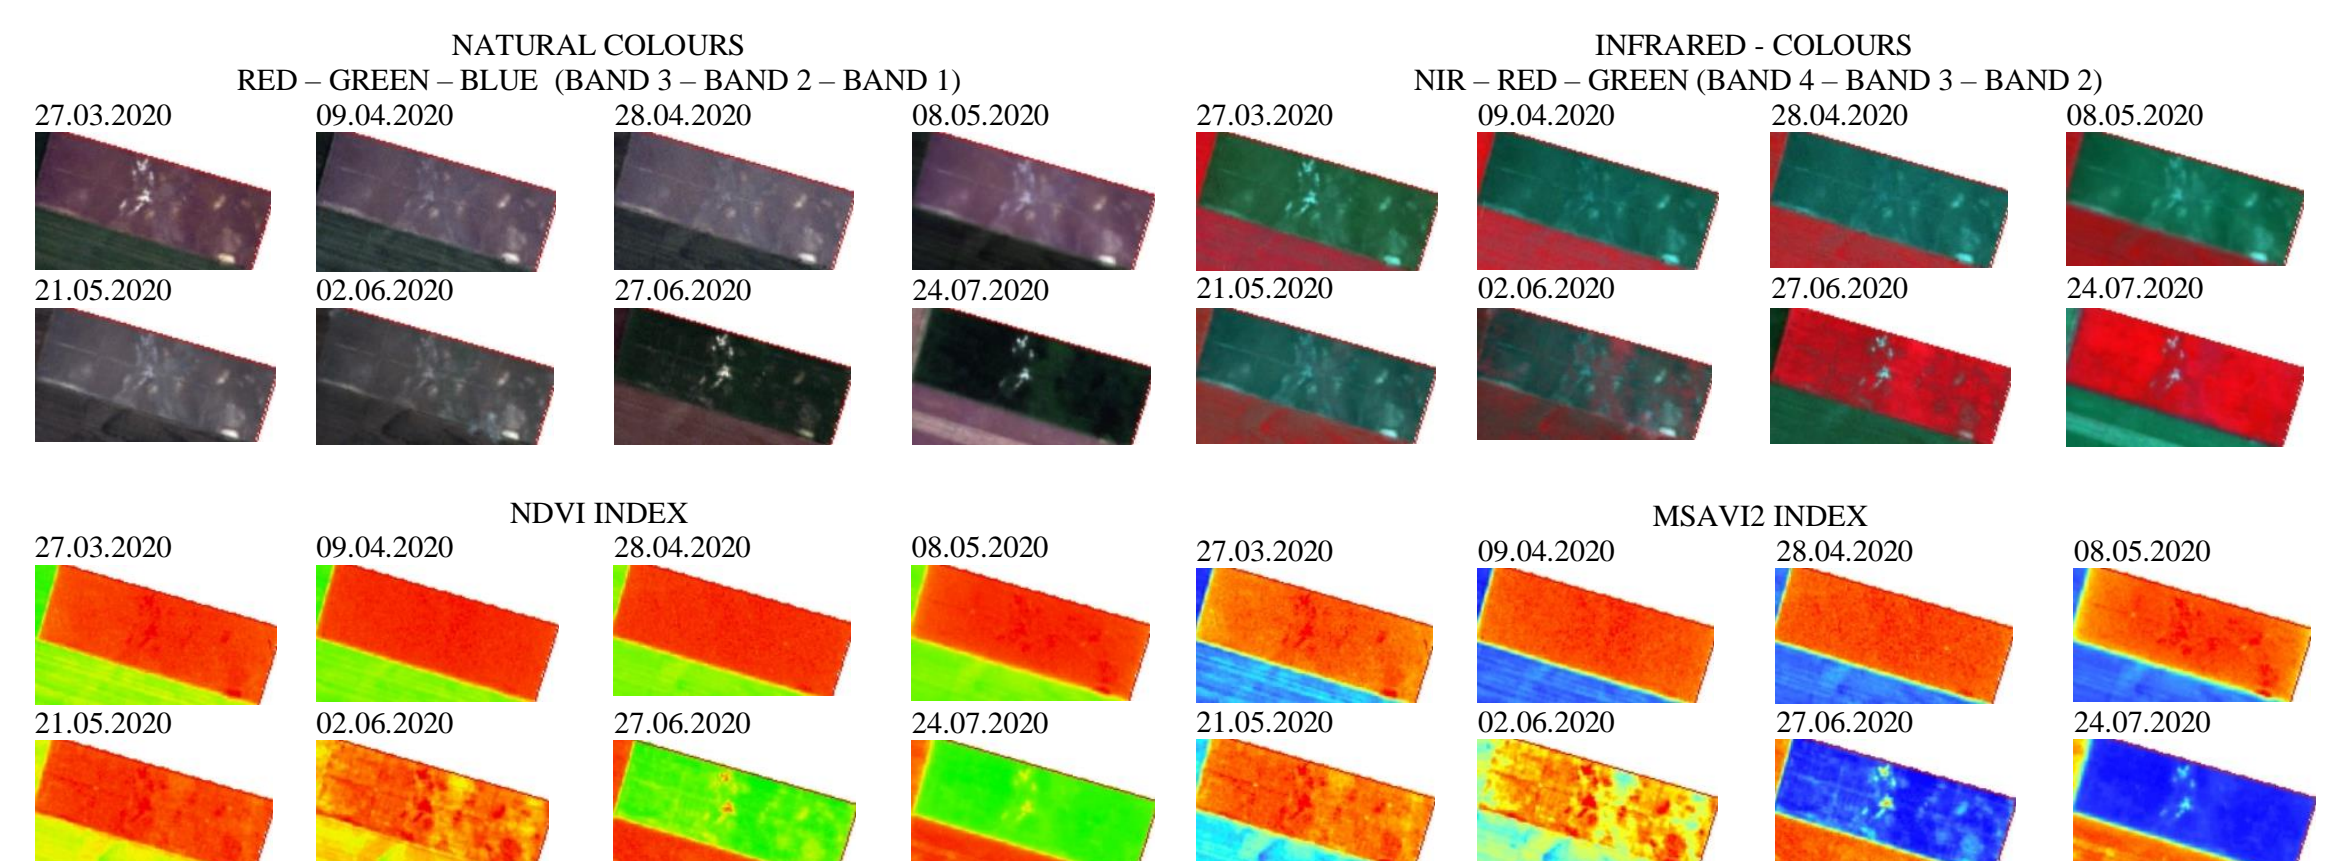 NATURAL COLOURS
RED – GREEN – BLUE (BAND 3 – BAND 2 – BAND 1)
27.03.2020 09.04.2020 28.04.2020 08.05.2020
21.05.2020 02.06.2020 27.06.2020 24.07.2020
INFRARED - COLOURS
NIR – RED – GREEN (BAND 4 – BAND 3 – BAND 2)
27.03.2020 09.04.2020 28.04.2020 08.05.2020
21.05.2020 02.06.2020 27.06.2020 24.07.2020
NDVI INDEX
27.03.2020 09.04.2020 28.04.2020 08.05.2020
21.05.2020 02.06.2020 27.06.2020 24.07.2020
MSAVI2 INDEX
27.03.2020 09.04.2020 28.04.2020 08.05.2020
21.05.2020 02.06.2020 27.06.2020 24.07.2020